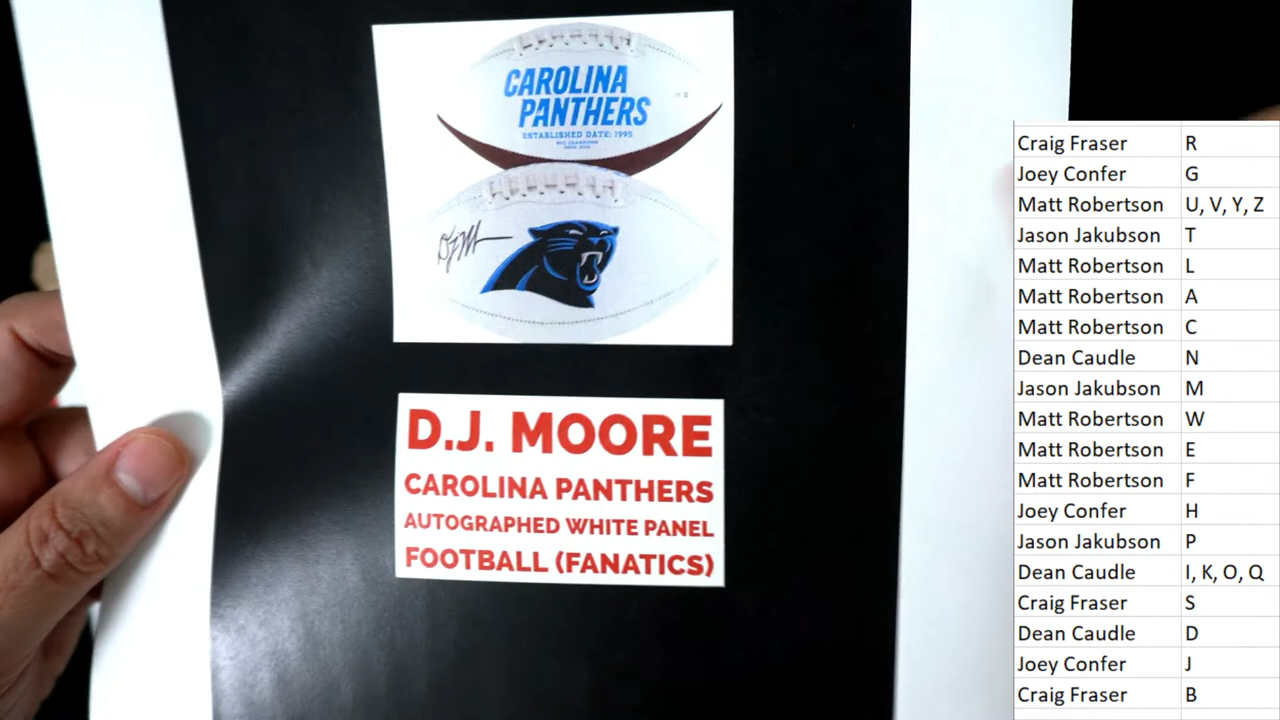 CAROLINA
PANTHERS
ESTABLISHED DATE: 1995
D.J. MOORE
CAROLINA PANTHERS
AUTOGRAPHED WHITE PANEL
FOOTBALL (FANATICS)
Craig Fraser R
Joey Confer G
Matt Robertson U, V, Y, Z
Jason Jakubson T
Matt Robertson L
Matt Robertson A
Matt Robertson C
Dean Caudle N
Jason Jakubson M
Matt Robertson W
Matt Robertson E
Matt Robertson F
Joey Confer H
Jason Jakubson P
Dean Caudle I, K, O, Q
Craig Fraser S
Dean Caudle D
Joey Confer J
Craig Fraser B